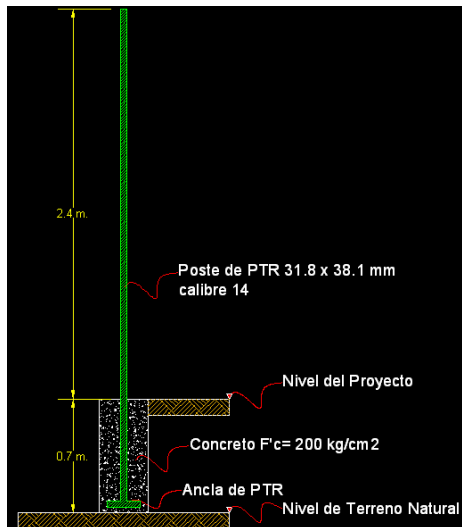 2.4 m.
Poste de PTR 31.8 x 38.1 mm
calibre 14
Nivel del Proyecto
0.7 m.
Concreto F'c= 200 kg/cm2
Ancla de PTR
Nivel de Terreno Natural